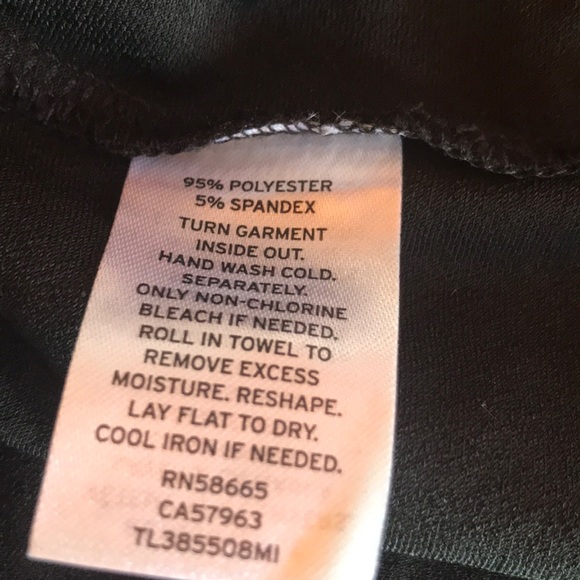 95% POLYESTER
5% SPANDEX
TURN GARMENT
INSIDE OUT.
HAND WASH COLD.
SEPARATELY.
ONLY NON-CHLORINE
BLEACH IF NEEDED.
ROLL IN TOWEL TO
REMOVE EXCESS
MOISTURE. RESHAPE.
LAY FLAT TO DRY.
COOL IRON IF NEEDED.
RN58665
CA57963
TL385508MI